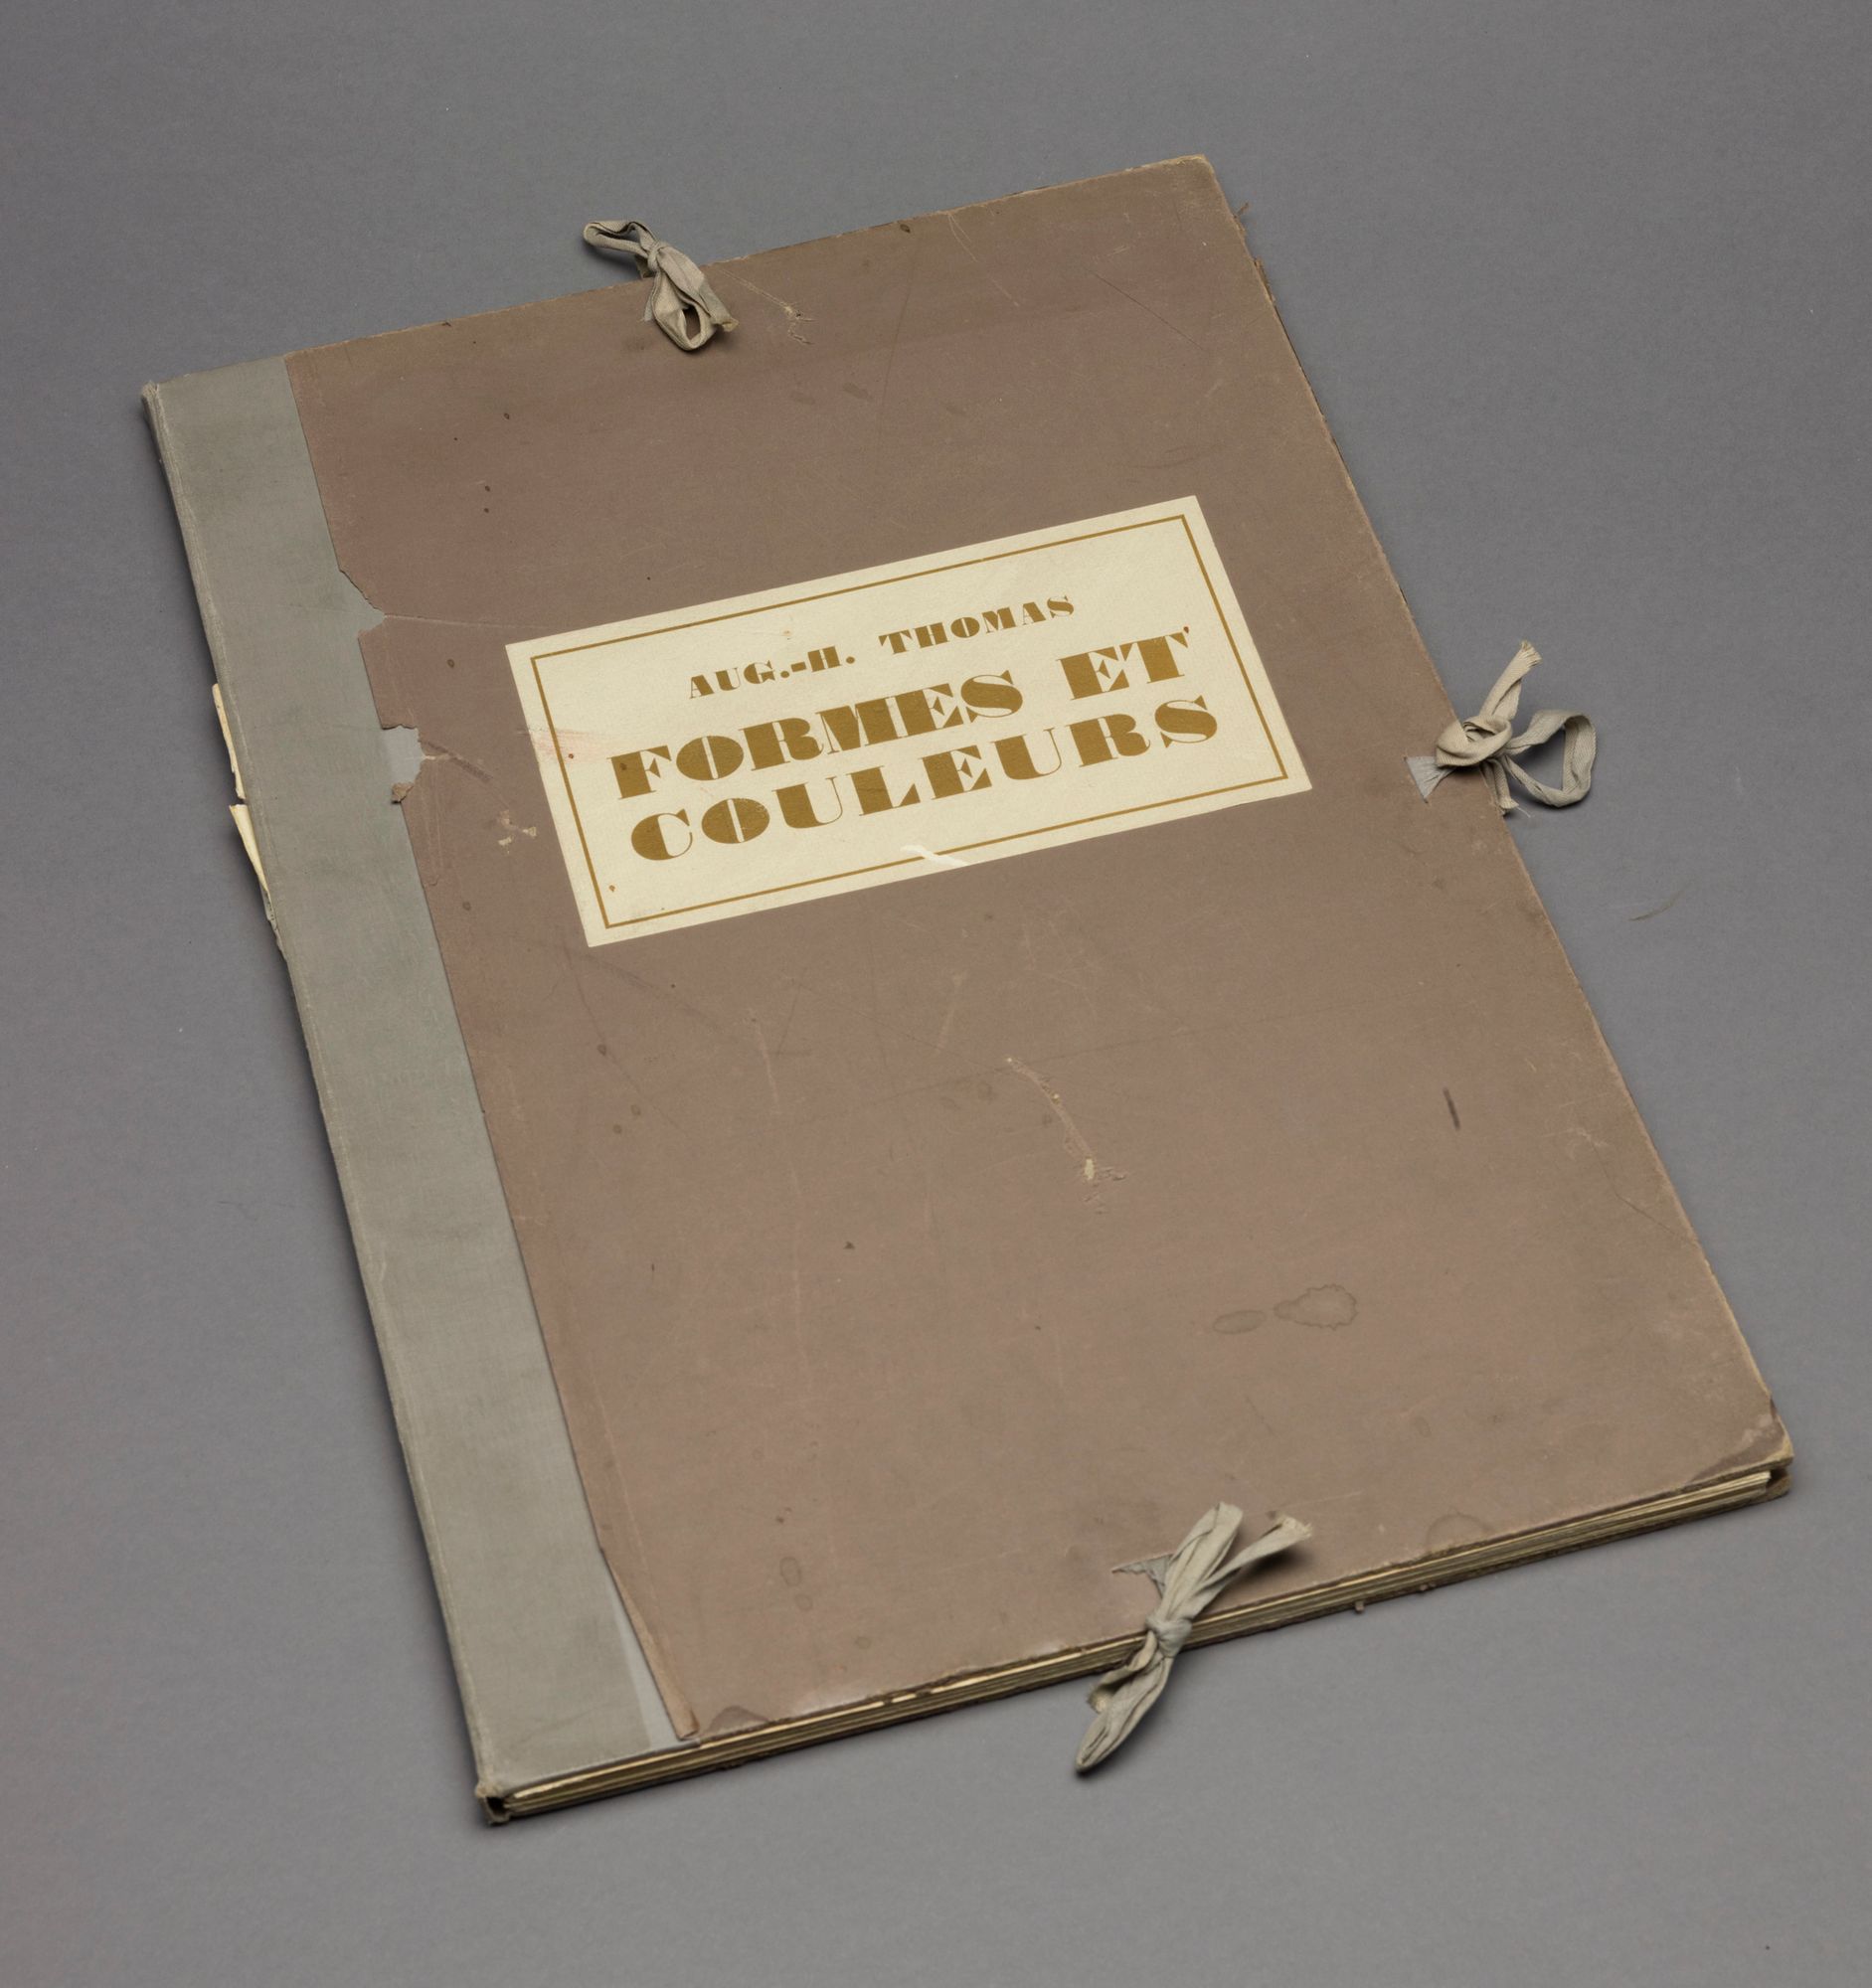 AUG.-H. THOMAS
FORMES ET
COULEURS